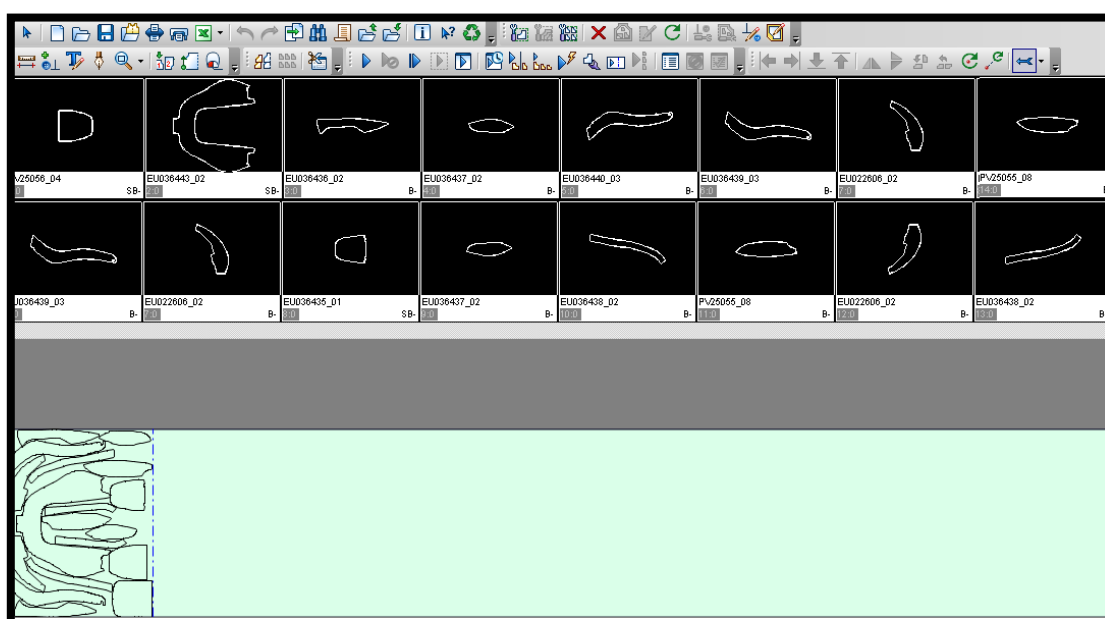 V25056_04
EU036443_02
EU036436_02
EU036437_02
EU036440_03
EU036439_03
EU022606_02
PV25055_08
:0 SB-
2:0 SB-
3:0 B-
4:0 B-
5:0 B-
6:0 B-
7:0 B-
14:0
J036439_03
EU022606_02
EU036435_01
EU036437_02
EU036438_02
PV25055_08
EU022606_02
EU036438_02
B-
7:0 B-
8:0 SB-
9:0 B-
10:0 B-
11:0 B-
12:0 B-
13:0